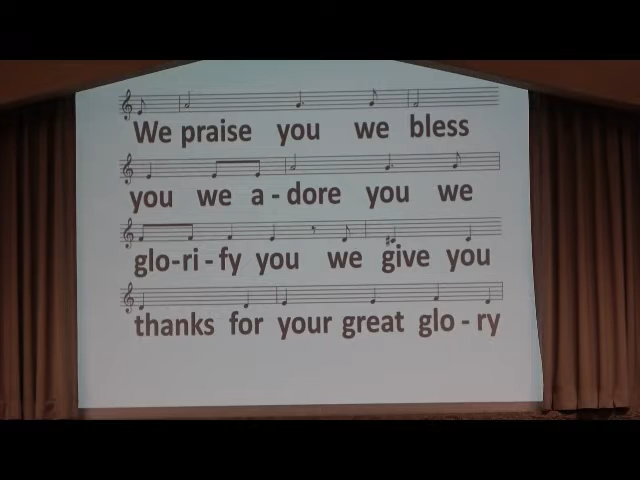 We praise you we bless
you we a - dore you we
glo-ri - fy you we give you
thanks for your great glo - ry